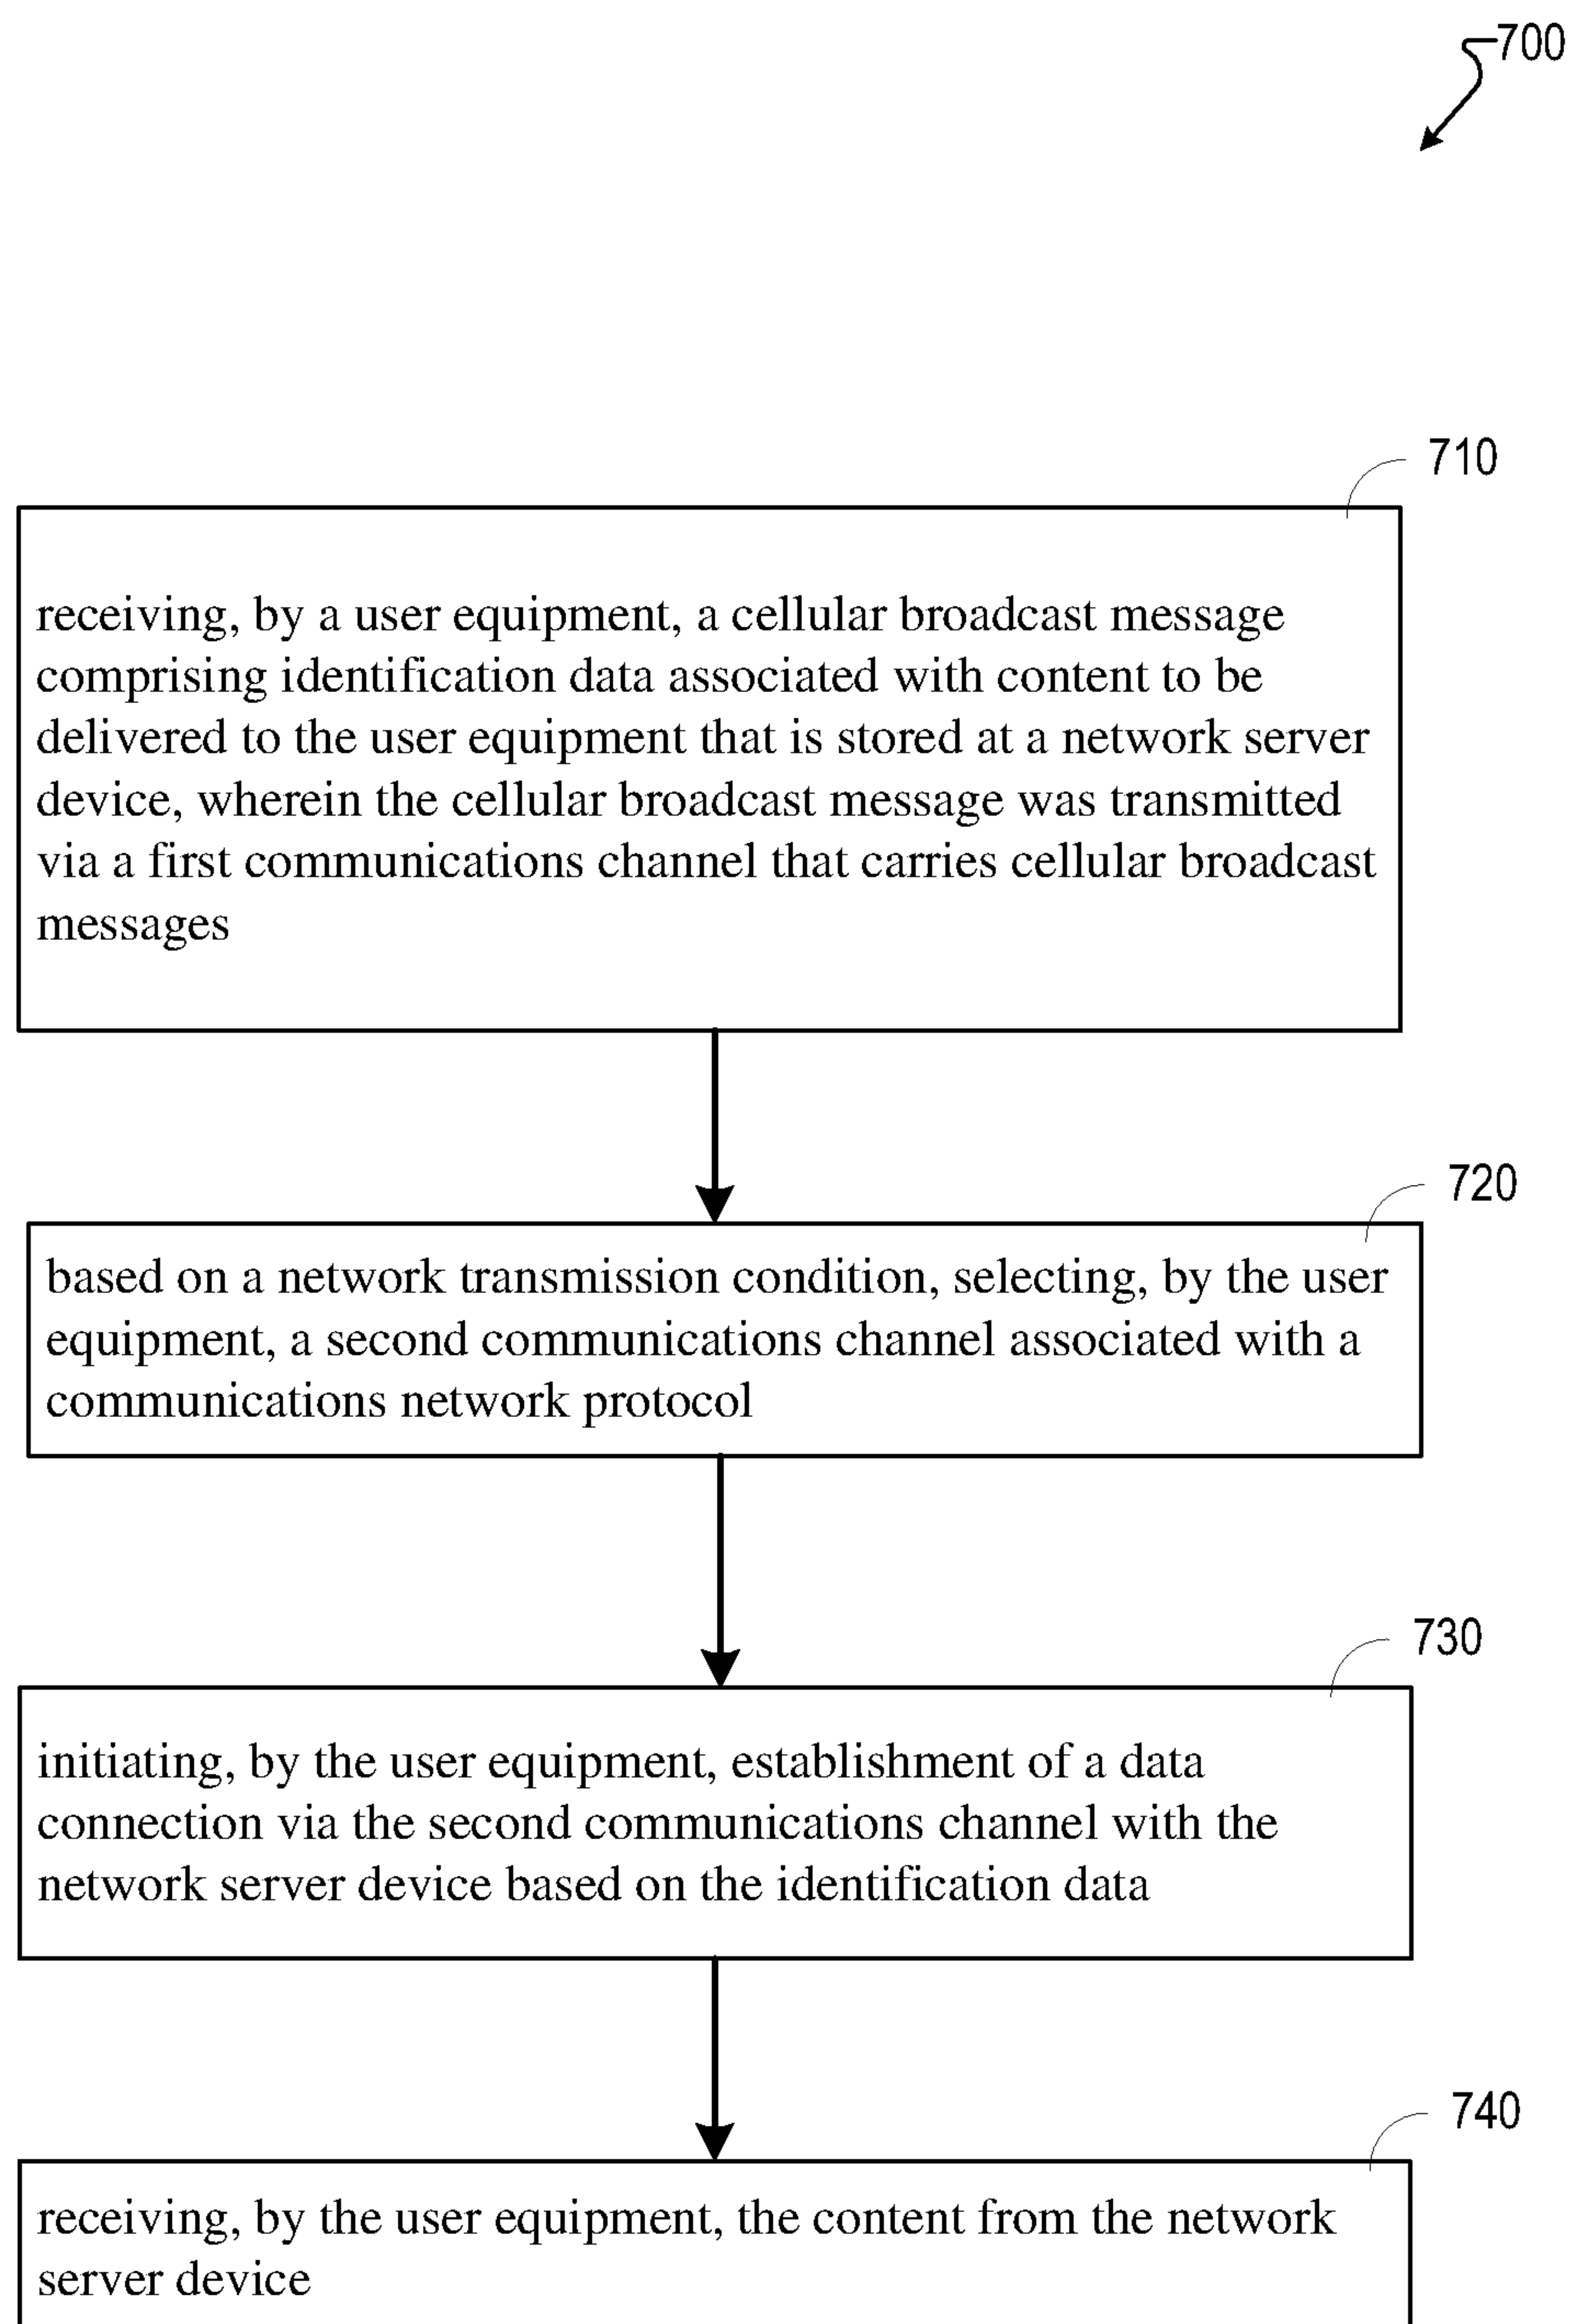 700
710
receiving, by a user equipment, a cellular broadcast message
comprising identification data associated with content to be
delivered to the user equipment that is stored at a network server
device, wherein the cellular broadcast message was transmitted
via a first communications channel that carries cellular broadcast
messages
720
based on a network transmission condition, selecting, by the user
equipment, a second communications channel associated with a
communications network protocol
730
initiating, by the user equipment, establishment of a data
connection via the second communications channel with the
network server device based on the identification data
740
receiving, by the user equipment, the content from the network
server device